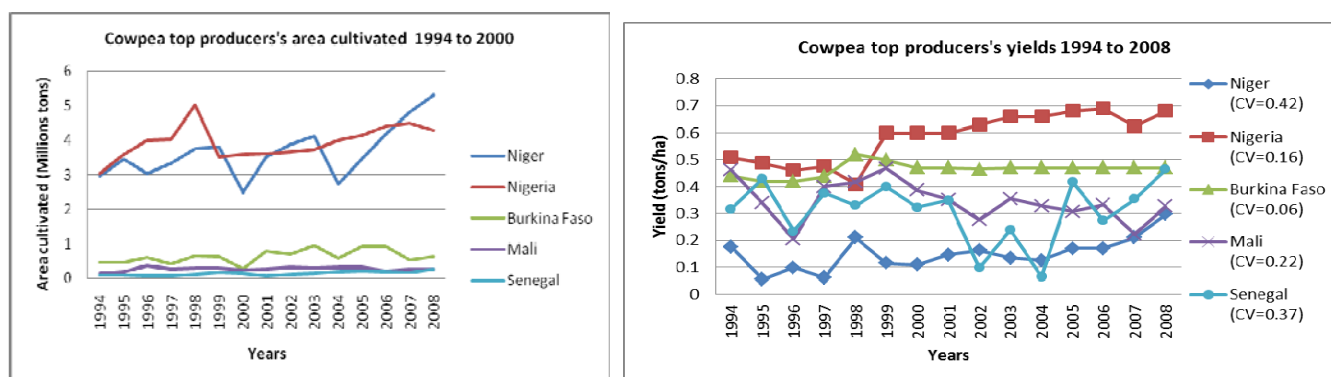 Cowpea top producers's area cultivated 1994 to 2000
Area cultivated (Millions tons)
6
5
4
3
2
1
0
1994
1995
1996
1997
1998
1999
2000
2001
2002
2003
2004
2005
2006
2007
2008
Years
Niger
Nigeria
Burkina Faso
Mali
Senegal
Cowpea top producers's yields 1994 to 2008
Yield (tons/ha)
0.8
0.7
0.6
0.5
0.4
0.3
0.2
0.1
0
1994
1995
1996
1997
1998
1999
2000
2001
2002
2003
2004
2005
2006
2007
2008
Years
Niger
(CV=0.42)
Nigeria
(CV=0.16)
Burkina Faso
(CV=0.06)
Mali
(CV=0.22)
Senegal
(CV=0.37)